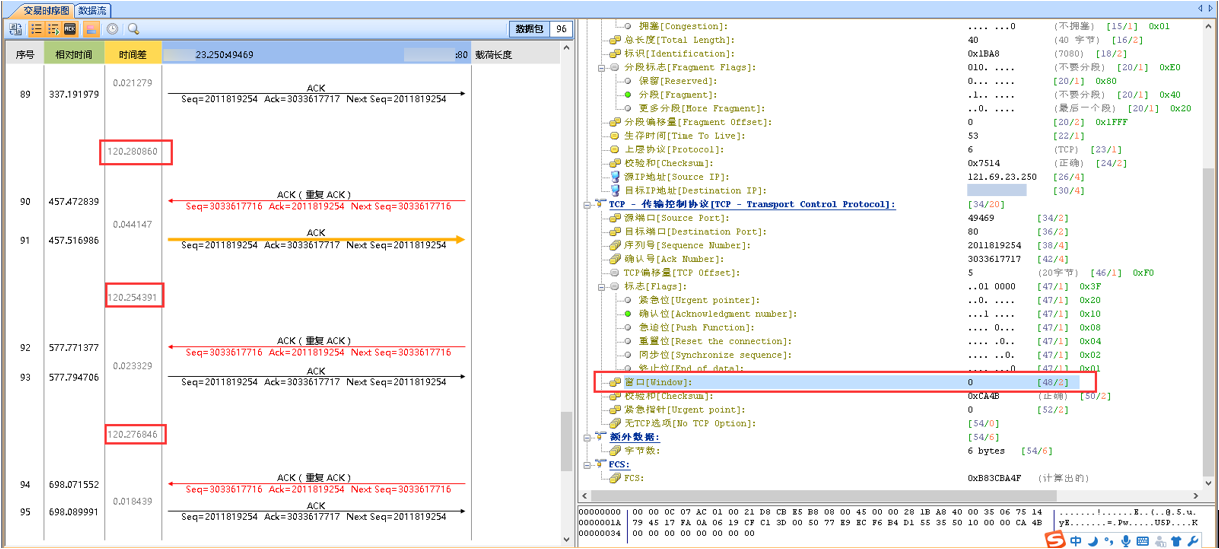 交易时序图 数据流
数据包 96
序号 相对时间 时间差 23.250:49469 :80 载荷长度
0.021279
89 337.191979 ACK
Seq=2011819254 Ack=3033617717 Next Seq=2011819254
120.280860
90 457.472839 ACK ( 重复 ACK )
Seq=3033617716 Ack=2011819254 Next Seq=3033617716
0.044147
91 457.516986 ACK
Seq=2011819254 Ack=3033617717 Next Seq=2011819254
120.254391
92 577.771377 ACK ( 重复 ACK )
Seq=3033617716 Ack=2011819254 Next Seq=3033617716
0.023329
93 577.794706 ACK
Seq=2011819254 Ack=3033617717 Next Seq=2011819254
120.276846
94 698.071552 ACK ( 重复 ACK )
Seq=3033617716 Ack=2011819254 Next Seq=3033617716
0.018439
95 698.089991 ACK
Seq=2011819254 Ack=3033617717 Next Seq=2011819254
拥塞[Congestion]: .... ...0 (不拥塞) [15/1] 0x01
总长度[Total Length]: 40 (40 字节) [16/2]
标识[Identification]: 0x1BA8 (7080) [18/2]
分段标志[Fragment Flags]: 010. .... (不要分段) [20/1] 0xE0
保留[Reserved]: 0... .... [20/1] 0x80
分段[Fragment]: .1.. .... (不要分段) [20/1] 0x40
更多分段[More Fragment]: ..0. .... (最后一个段) [20/1] 0x20
分段偏移量[Fragment Offset]: 0 [20/2] 0x1FFF
生存时间[Time To Live]: 53 [22/1]
上层协议[Protocol]: 6 (TCP) [23/1]
校验和[Checksum]: 0x7514 (正确) [24/2]
源IP地址[Source IP]: 121.69.23.250 [26/4]
目标IP地址[Destination IP]: [30/4]
TCP - 传输控制协议[TCP - Transport Control Protocol]: [34/20]
源端口[Source Port]: 49469 [34/2]
目标端口[Destination Port]: 80 [36/2]
序列号[Sequence Number]: 2011819254 [38/4]
确认号[Ack Number]: 3033617717 [42/4]
TCP偏移量[TCP Offset]: 5 (20字节) [46/1] 0xF0
标志[Flags]: ..01 0000 [47/1] 0x3F
紧急位[Urgent pointer]: ..0. .... [47/1] 0x20
确认位[Acknowledgment number]: ...1 .... [47/1] 0x10
急迫位[Push Function]: .... 0... [47/1] 0x08
重置位[Reset the connection]: .... .0.. [47/1] 0x04
同步位[Synchronize sequence]: .... ..0. [47/1] 0x02
终止位[End of data]: .... ...0 [47/1] 0x01
窗口[Window]: 0 [48/2]
校验和[Checksum]: 0xCA4B (正确) [50/2]
紧急指针[Urgent point]: 0 [52/2]
无TCP选项[No TCP Option]: [54/0]
额外数据: [54/6]
字节数: 6 bytes [54/6]
FCS:
FCS: 0xB83CBA4F (计算出的)
00000000 00 00 0C 07 AC 01 00 21 D8 CB E5 B8 08 00 45 00 00 28 1B A8 40 00 35 06 75 14 .......!......E..(..@.5.u.
0000001A 79 45 17 FA 0A 06 19 CF C1 3D 00 50 77 E9 EC F6 B4 D1 55 35 50 10 00 00 CA 4B yE.......=.Pw.....U5P....K
00000034 00 00 00 00 00 00 00 00
S 中